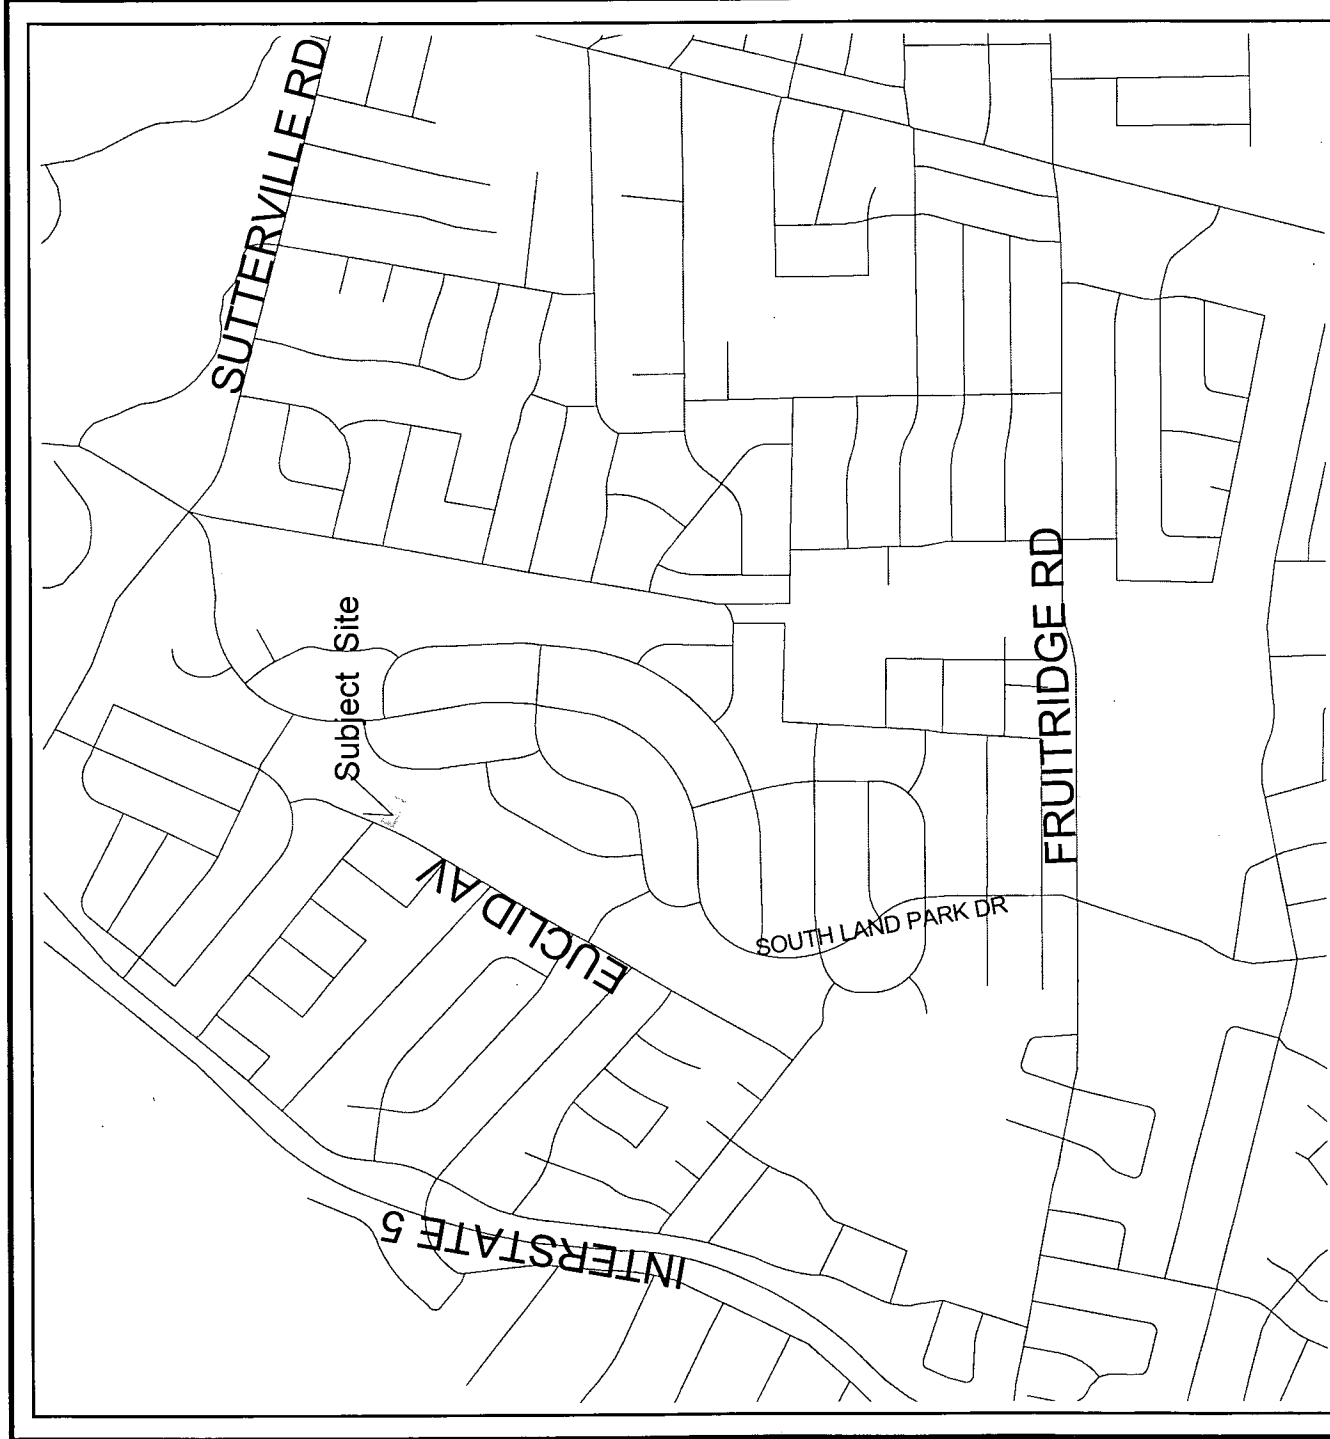 SUTTERVILLE RD
Subject Site
EUCLID AV
FRUITRIDGE RD
SOUTH LAND PARK DR
INTERSTATE 5